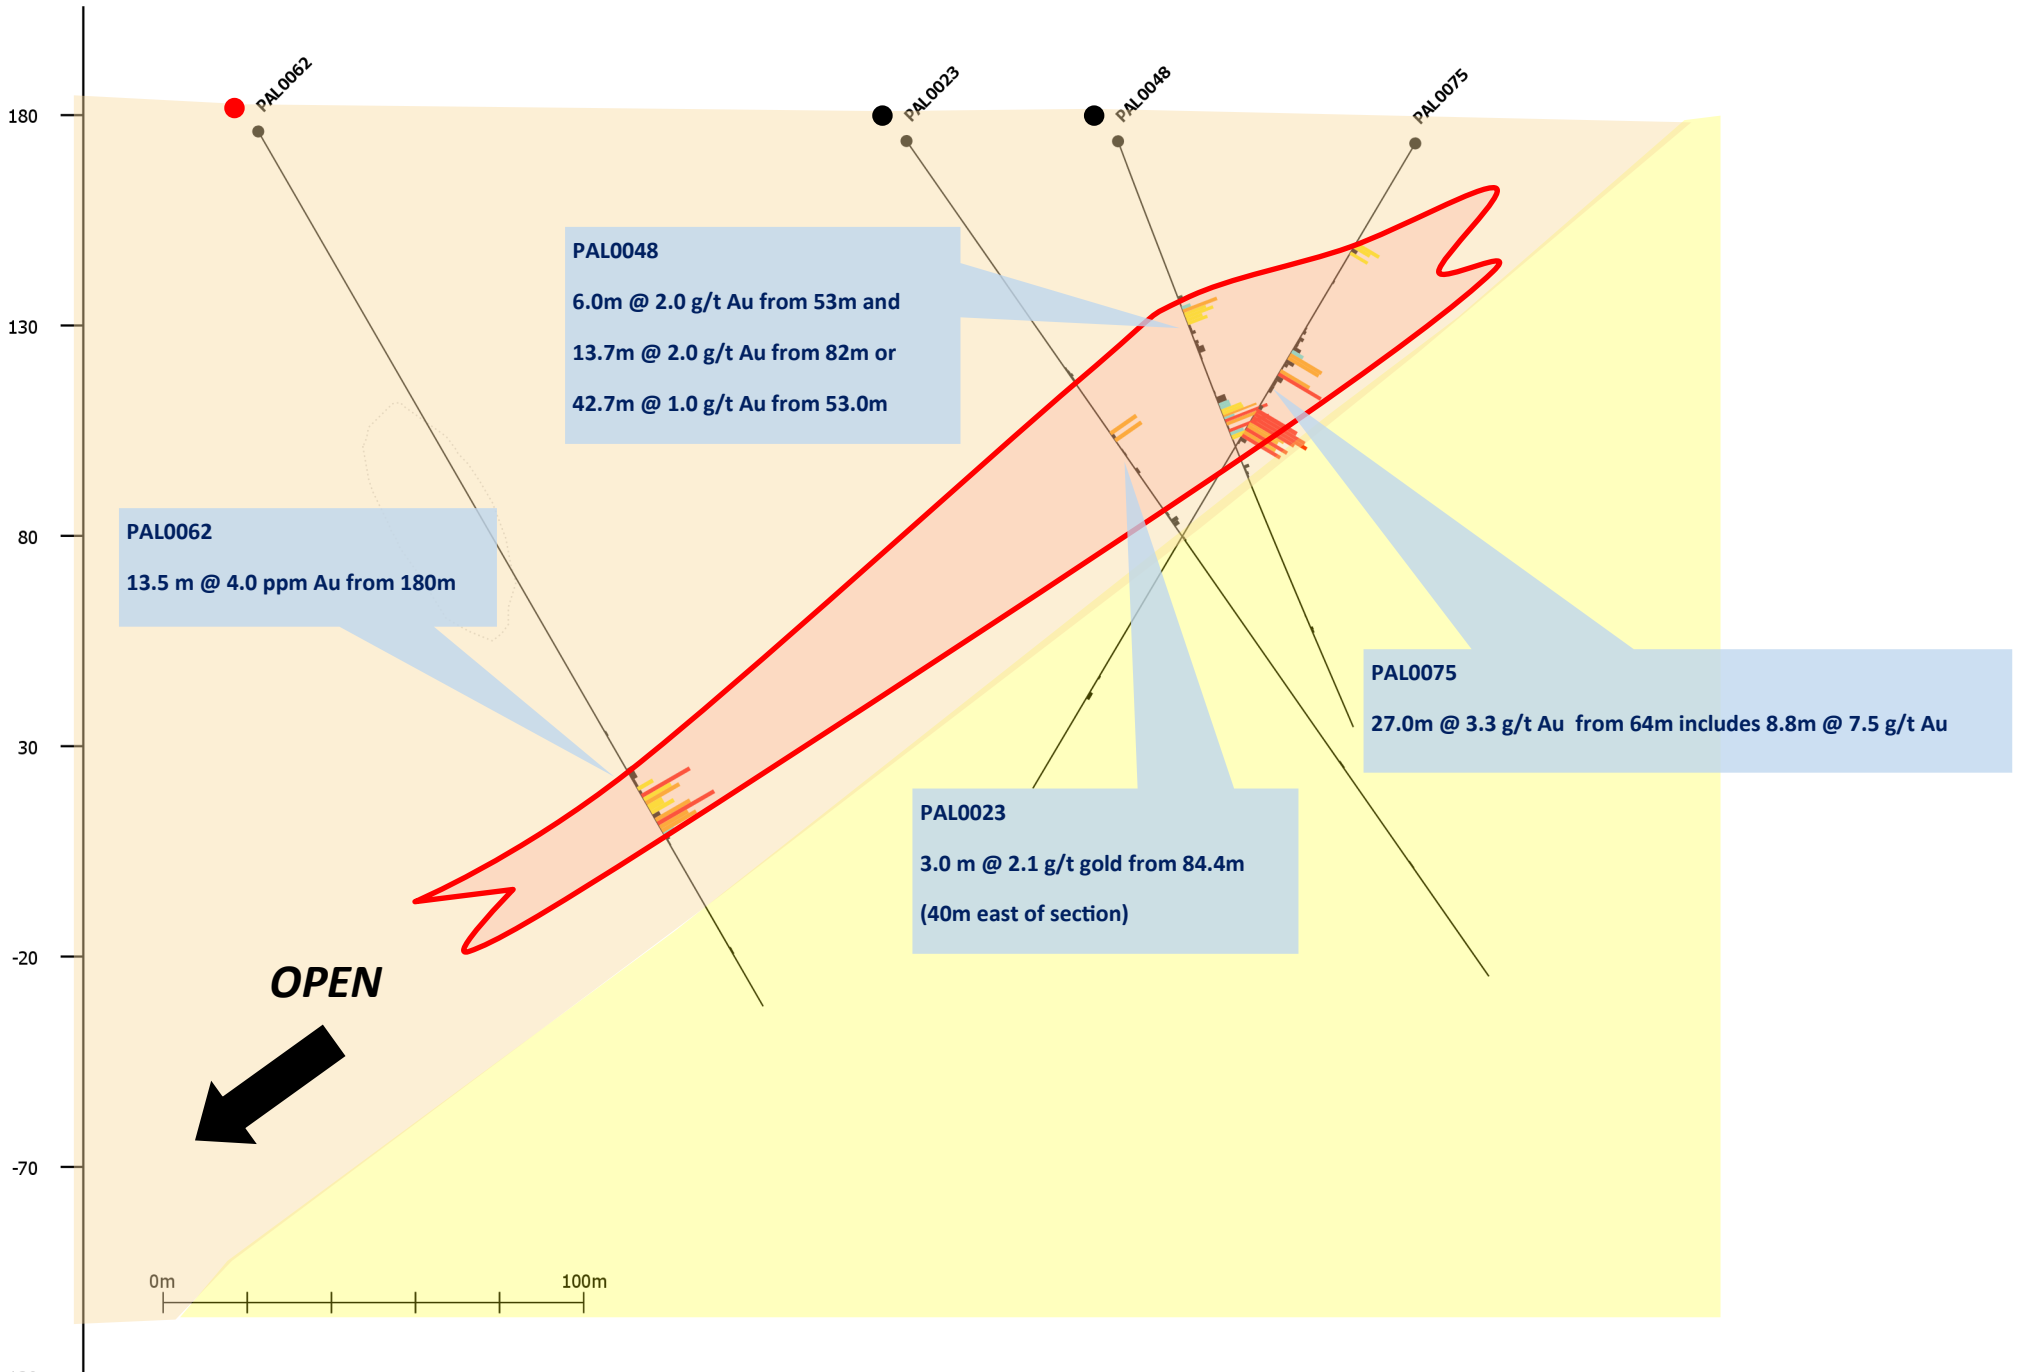 PAL0062
PAL0023
PAL0048
PAL0075
180
130
80
30
-20
-70
PAL0048
6.0m @ 2.0 g/t Au from 53m and
13.7m @ 2.0 g/t Au from 82m or
42.7m @ 1.0 g/t Au from 53.0m
PAL0062
13.5 m @ 4.0 ppm Au from 180m
PAL0075
27.0m @ 3.3 g/t Au from 64m includes 8.8m @ 7.5 g/t Au
PAL0023
3.0 m @ 2.1 g/t gold from 84.4m
(40m east of section)
OPEN
0m
100m